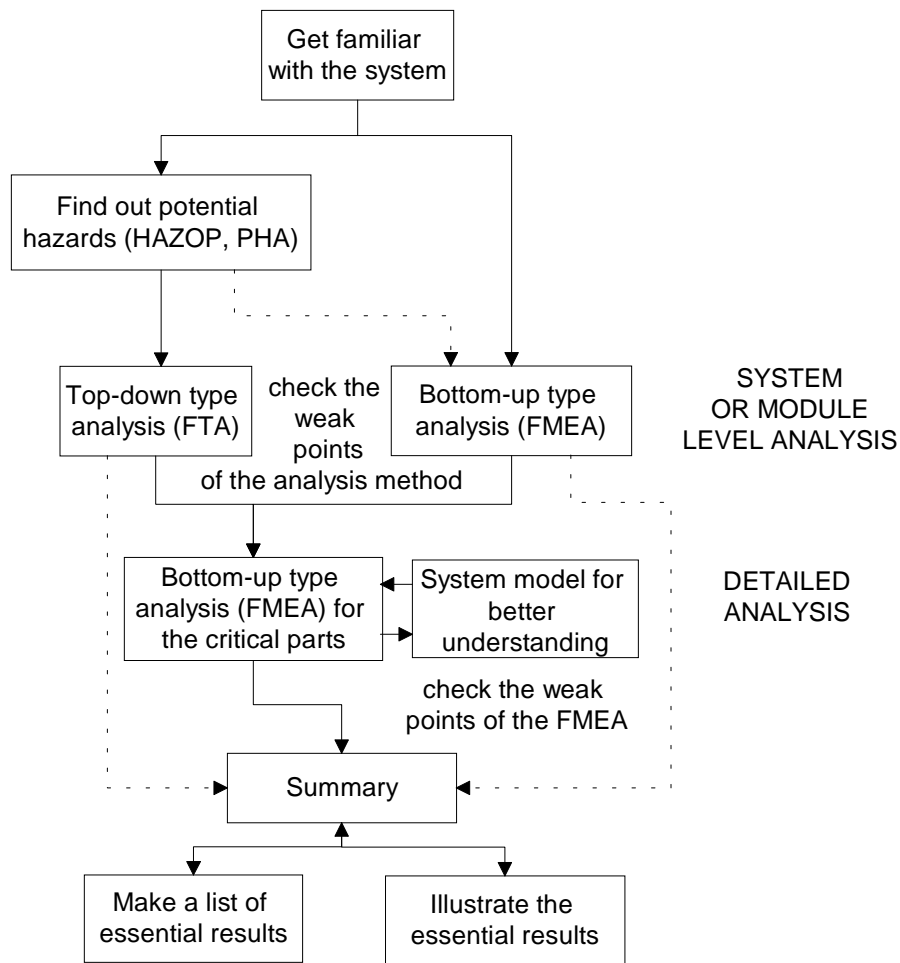 Get familiar
with the system
Find out potential
hazards (HAZOP, PHA)
Top-down type
analysis (FTA)
check the
weak
points
of the analysis method
Bottom-up type
analysis (FMEA)
SYSTEM
OR MODULE
LEVEL ANALYSIS
Bottom-up type
analysis (FMEA) for
the critical parts
System model for
better
understanding
DETAILED
ANALYSIS
check the weak
points of the FMEA
Summary
Make a list of
essential results
Illustrate the
essential results